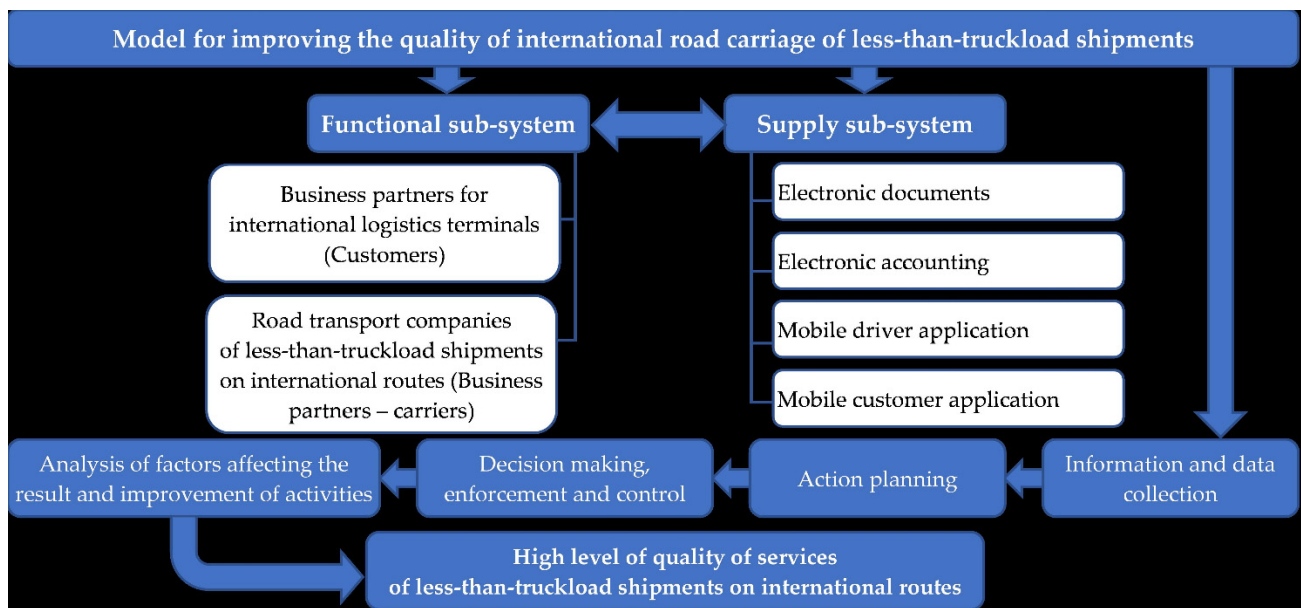 Model for improving the quality of international road carriage of less-than-truckload shipments
Functional sub-system
Supply sub-system
Business partners for
international logistics terminals
(Customers)
Road transport companies
of less-than-truckload shipments
on international routes (Business
partners – carriers)
Electronic documents
Electronic accounting
Mobile driver application
Mobile customer application
Analysis of factors affecting the
result and improvement of activities
Decision making,
enforcement and control
Action planning
Information and data
collection
High level of quality of services
of less-than-truckload shipments on international routes